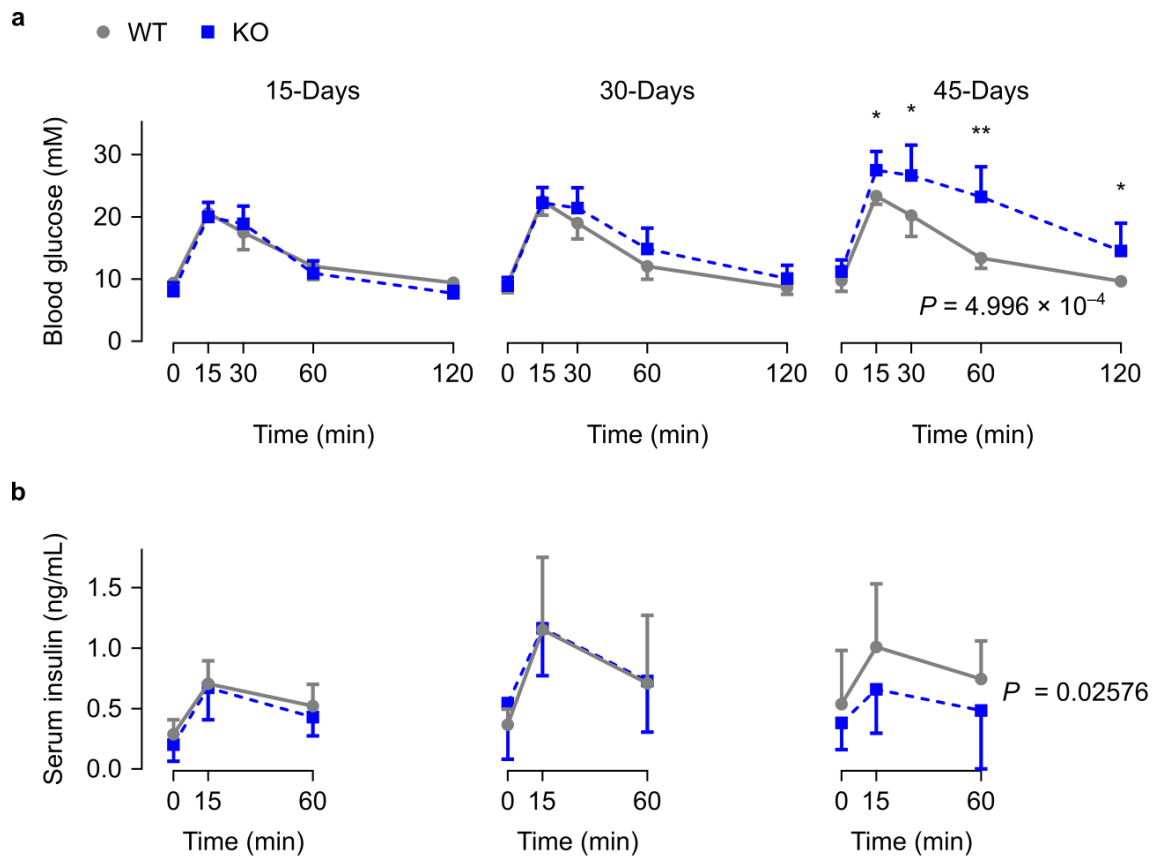 a
WT KO
15-Days 30-Days 45-Days
* * ** *
Blood glucose (mM)
30
20
10
0
P = 4.996 × 10⁻⁴
0 15 30 60 120 0 15 30 60 120 0 15 30 60 120
Time (min) Time (min) Time (min)
b
Serum insulin (ng/mL)
1.5
1.0
0.5
0.0
P = 0.02576
0 15 60 0 15 60 0 15 60
Time (min) Time (min) Time (min)